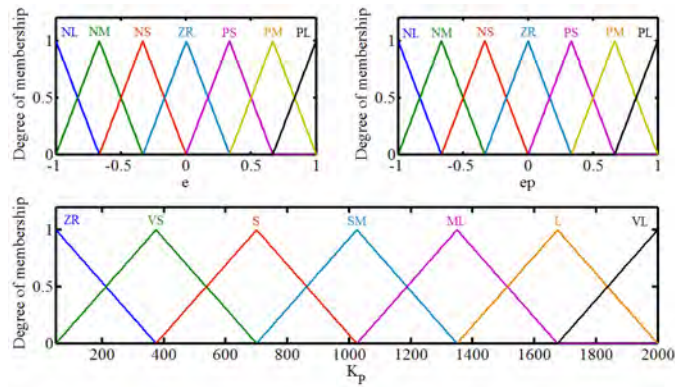 NL NM NS ZR PS PM PL
1
0.5
0
Degree of membership
-1 -0.5 0 0.5 1
e
NL NM NS ZR PS PM PL
1
0.5
0
Degree of membership
-1 -0.5 0 0.5 1
ep
ZR VS S SM ML L VL
1
0.5
0
Degree of membership
200 400 600 800 1000 1200 1400 1600 1800 2000
Kp